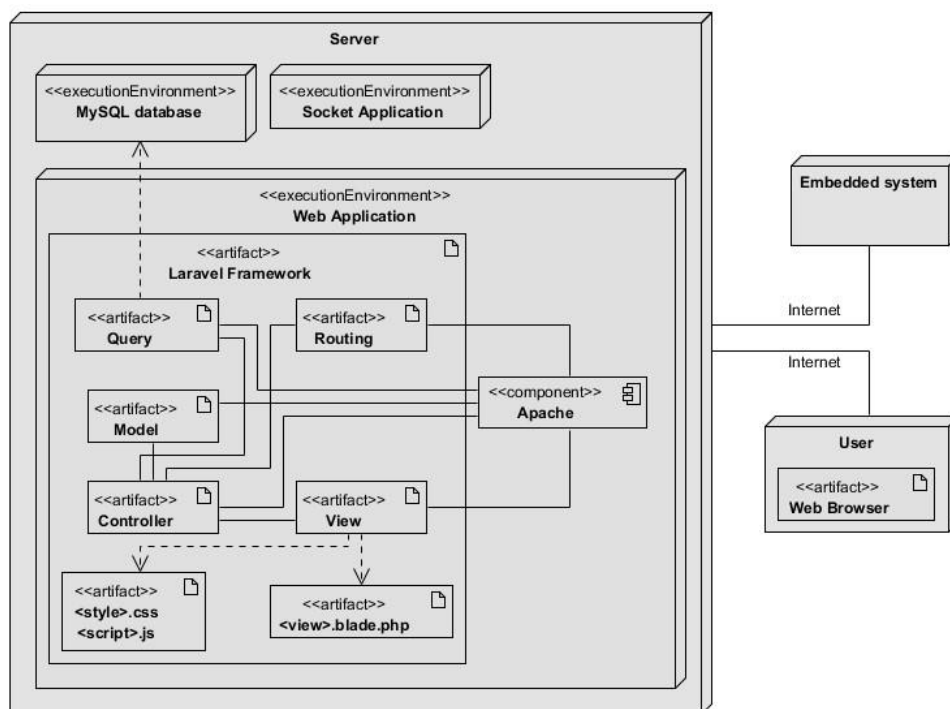 Server
<<executionEnvironment>>
MySQL database
<<executionEnvironment>>
Socket Application
<<executionEnvironment>>
Web Application
<<artifact>>
Laravel Framework
<<artifact>>
Query
<<artifact>>
Routing
<<component>>
Apache
<<artifact>>
Model
<<artifact>>
Controller
<<artifact>>
View
<<artifact>>
<style>.css
<script>.js
<<artifact>>
<view>.blade.php
Embedded system
Internet
Internet
User
<<artifact>>
Web Browser